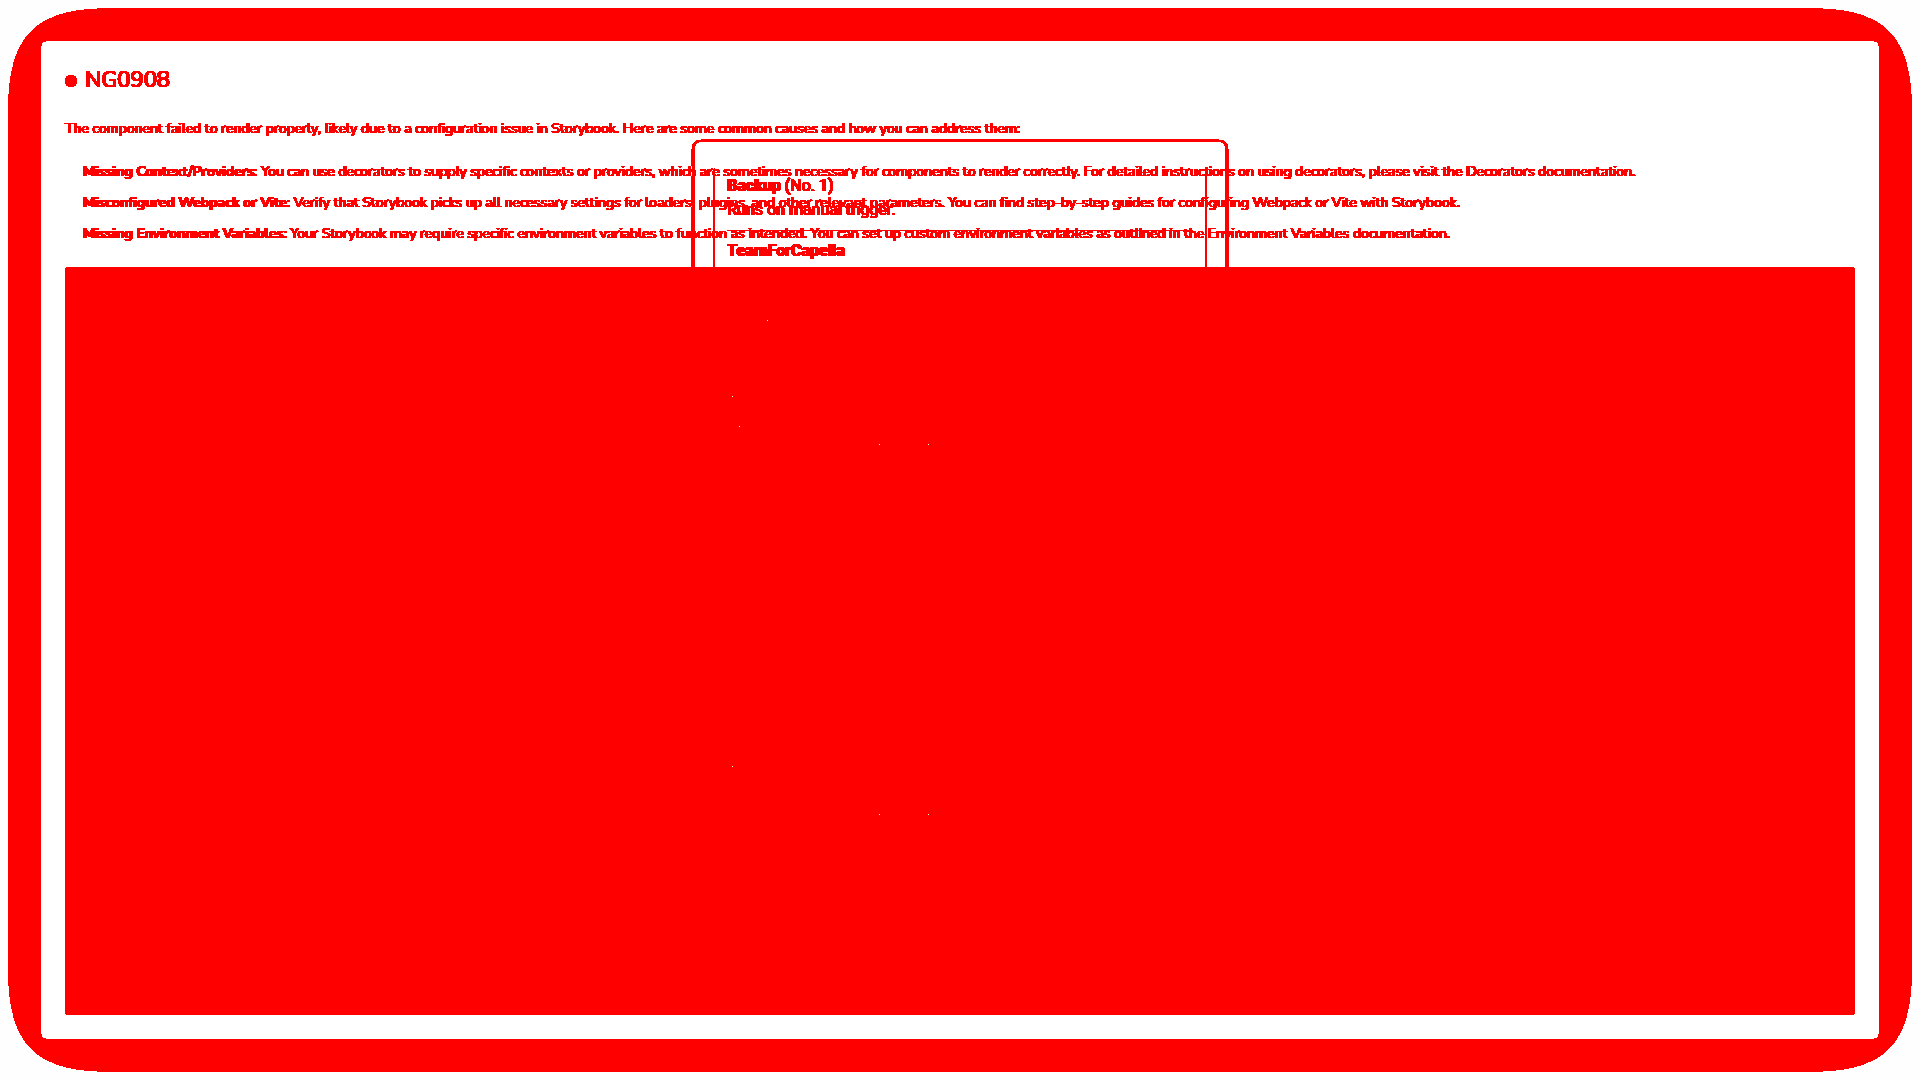 NG0908
The component failed to render properly, likely due to a configuration issue in Storybook. Here are some common causes and how you can address them:
Missing Context/Providers: You can use decorators to supply specific contexts or providers, which are sometimes necessary for components to render correctly. For detailed instructions on using decorators, please visit the Decorators documentation.
Backup (No. 1)
Misconfigured Webpack or Vite: Verify that Storybook picks up all necessary settings for loaders, plugins, and other relevant parameters. You can find step-by-step guides for configuring Webpack or Vite with Storybook.
Runs on manual trigger.
Missing Environment Variables: Your Storybook may require specific environment variables to function as intended. You can set up custom environment variables as outlined in the Environment Variables documentation.
TeamForCapella